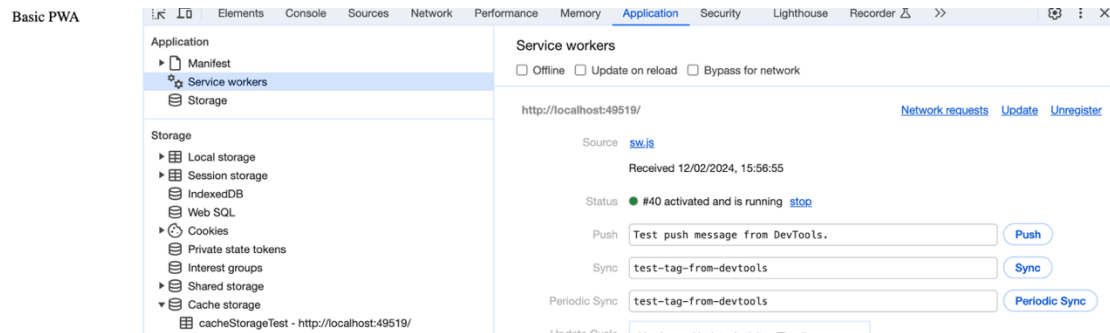 Basic PWA
Elements Console Sources Network Performance Memory Application Security Lighthouse Recorder
Application
Manifest
Service workers
Storage
Storage
Local storage
Session storage
IndexedDB
Web SQL
Cookies
Private state tokens
Interest groups
Shared storage
Cache storage
cacheStorageTest - http://localhost:49519/
Service workers
Offline Update on reload Bypass for network
http://localhost:49519/ Network requests Update Unregister
Source sw.js
Received 12/02/2024, 15:56:55
Status #40 activated and is running stop
Push Test push message from DevTools. Push
Sync test-tag-from-devtools Sync
Periodic Sync test-tag-from-devtools Periodic Sync
Update Cycle